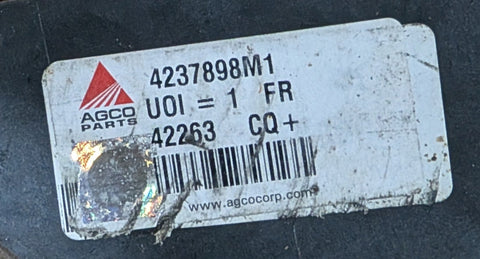 4237898M1
AGCO
PARTS
UOI = 1 FR
42263 CQ+
www.agcocorp.com